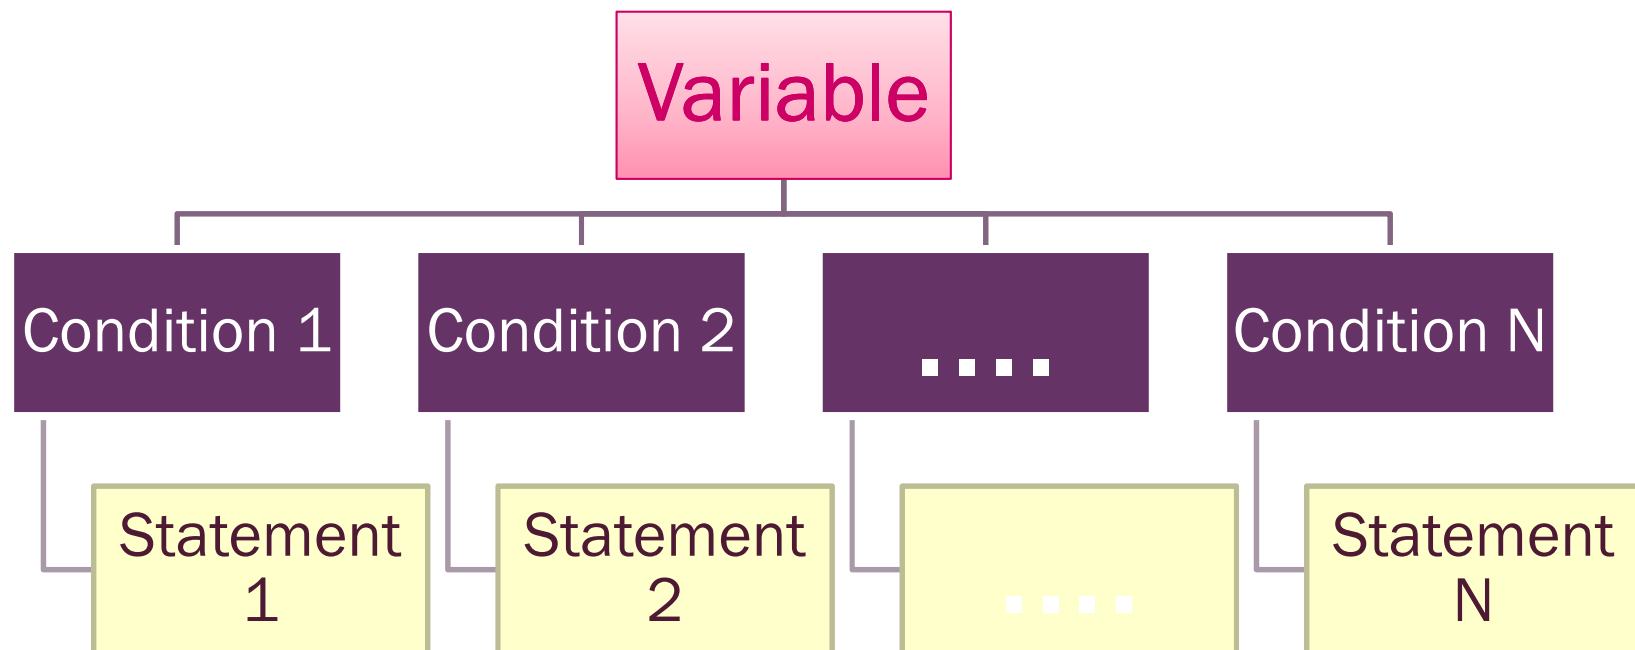 Variable
Condition 1
Condition 2
....
Condition N
Statement
1
Statement
2
....
Statement
N